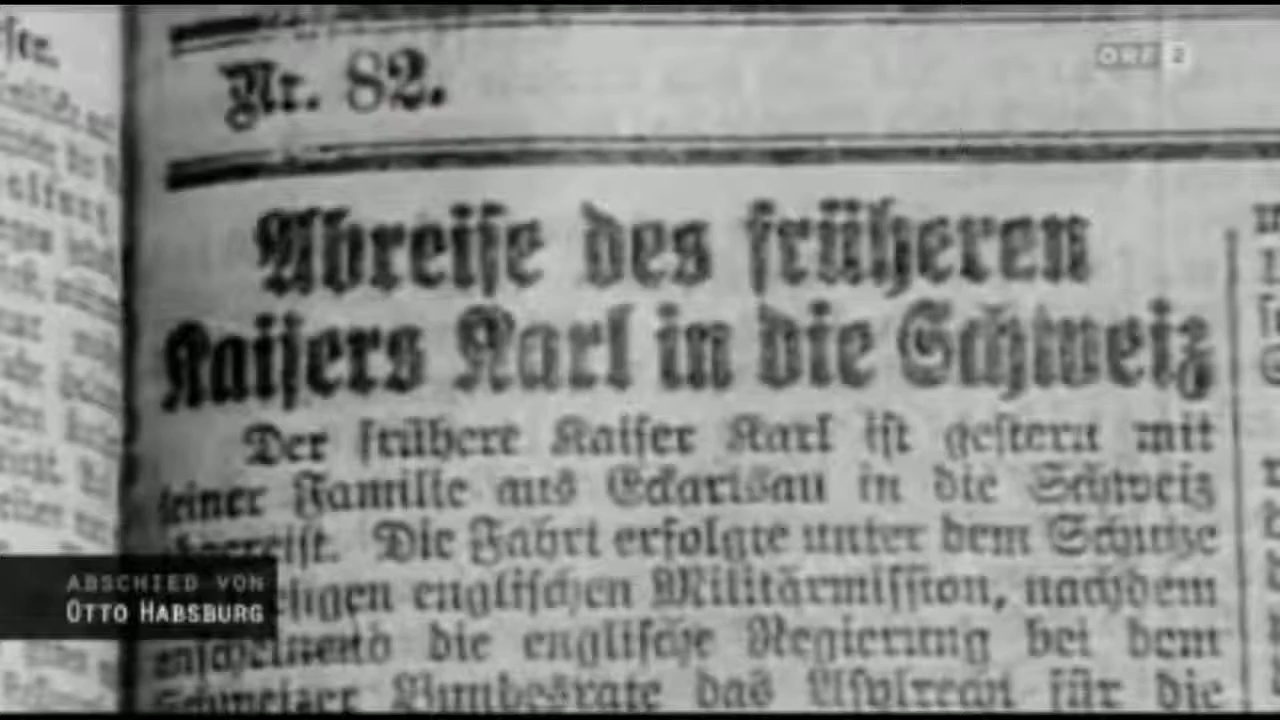 ORF 2
Nr. 82.
Abreise des früheren
Kaisers Karl in die Schweiz
Der frühere Kaiser Karl ist gestern mit
seiner Familie aus Eckartsau in die Schweiz
abgereist. Die Fahrt erfolgte unter dem Schutze
englischen Militärmission, nachdem
anscheinend die englische Regierung bei dem
Schweizer Bundesrate das Asylrecht für die
ABSCHIED VON
OTTO HABSBURG